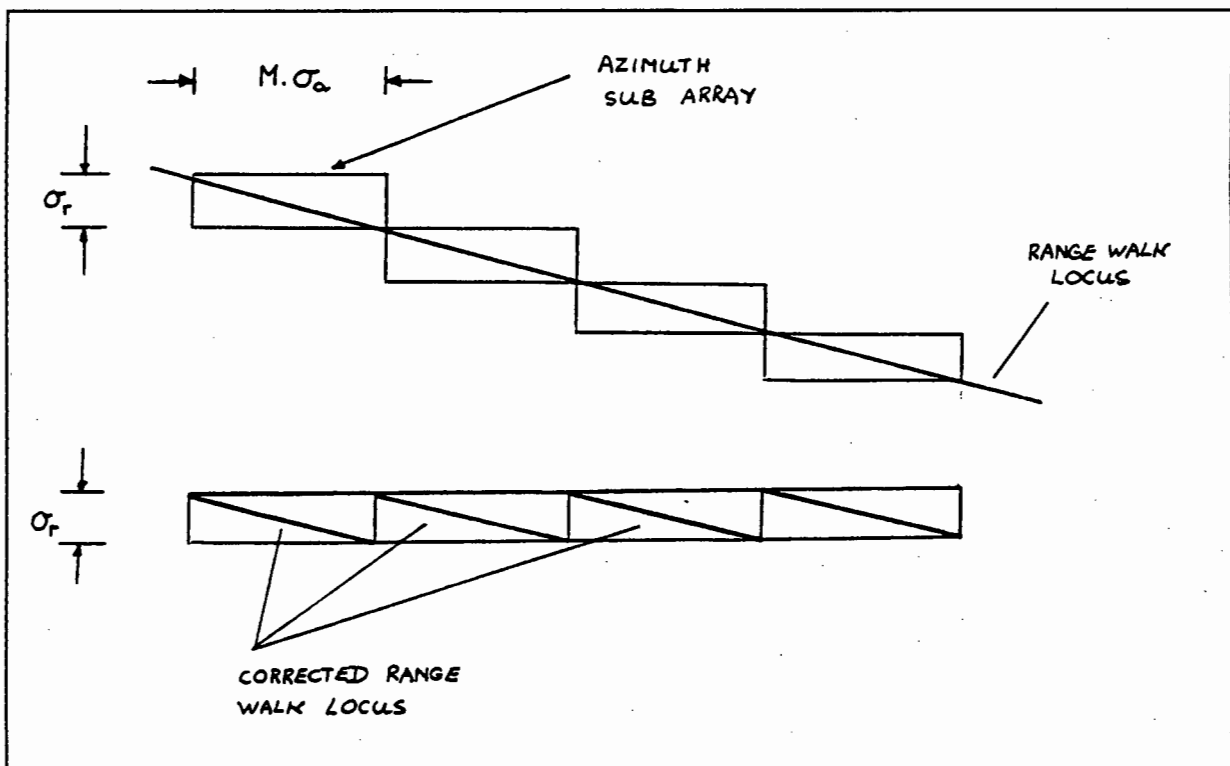 M.σₐ
AZIMUTH
SUB ARRAY
σᵣ
RANGE WALK
LOCUS
σᵣ
CORRECTED RANGE
WALK LOCUS